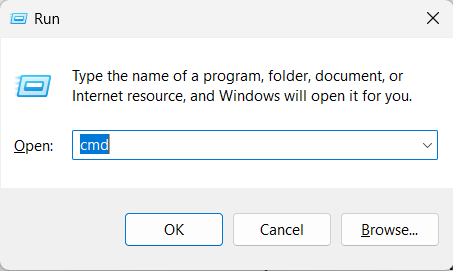 Run
Type the name of a program, folder, document, or
Internet resource, and Windows will open it for you.
Open: cmd
OK Cancel Browse...